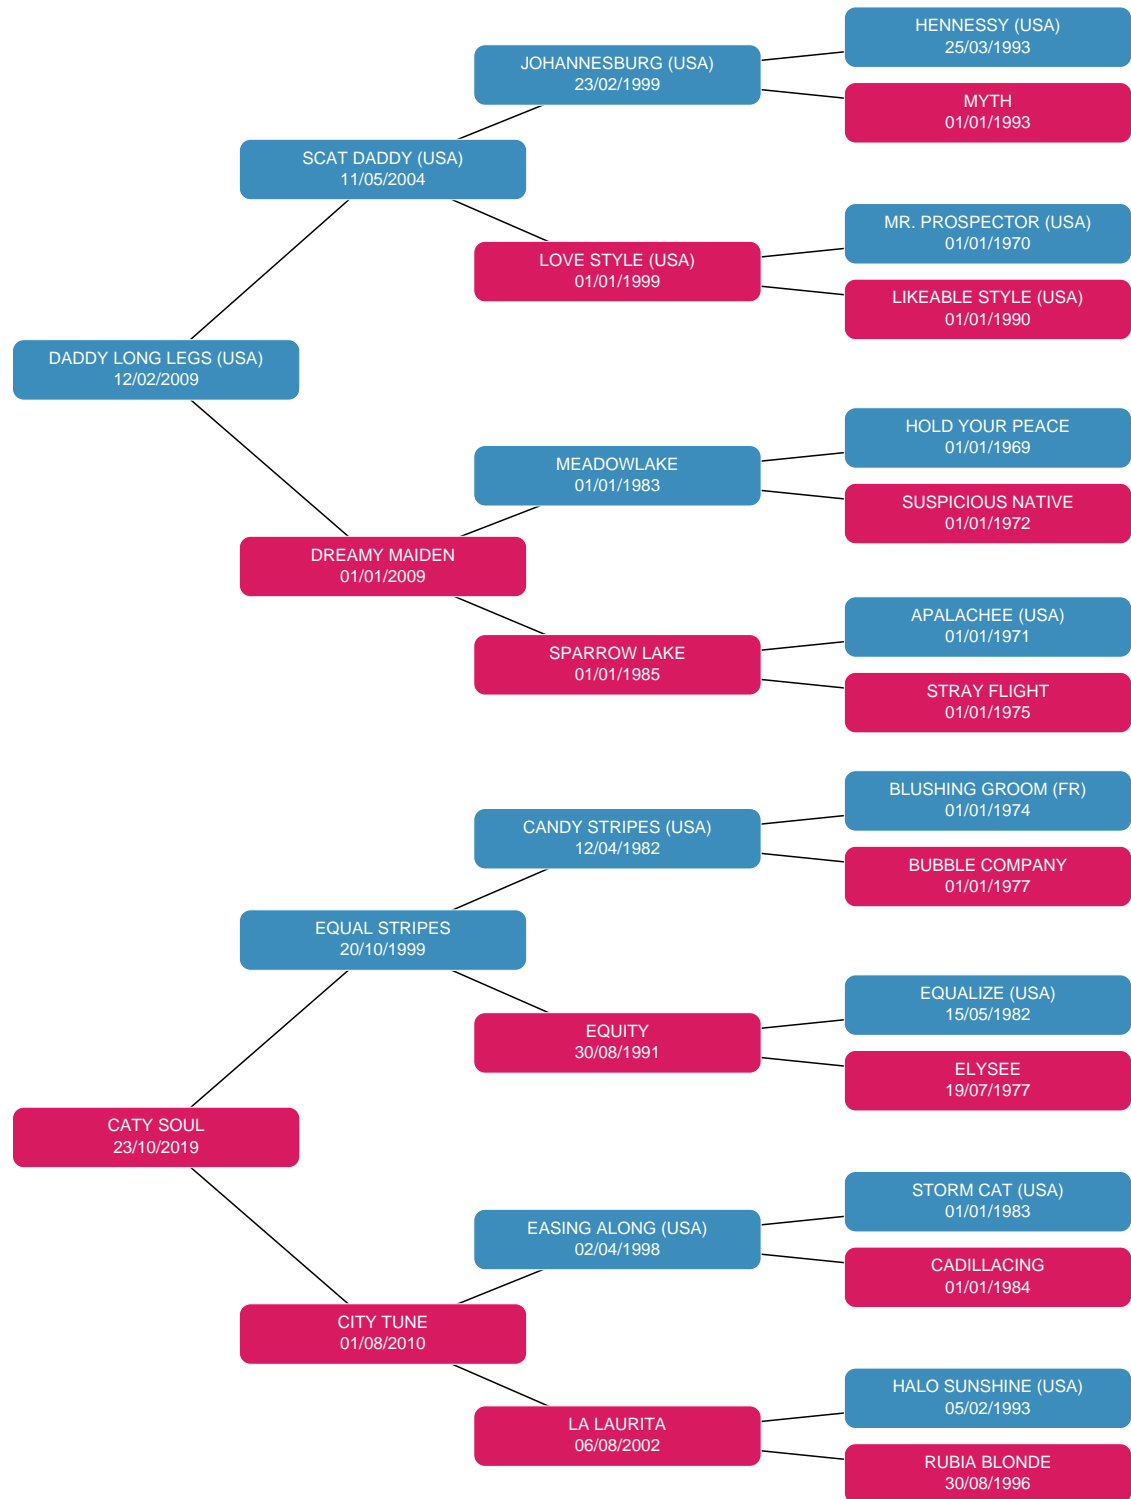 HENNESSY (USA)
25/03/1993
JOHANNESBURG (USA)
23/02/1999
MYTH
01/01/1993
SCAT DADDY (USA)
11/05/2004
MR. PROSPECTOR (USA)
01/01/1970
LOVE STYLE (USA)
01/01/1999
LIKEABLE STYLE (USA)
01/01/1990
DADDY LONG LEGS (USA)
12/02/2009
HOLD YOUR PEACE
01/01/1969
MEADOWLAKE
01/01/1983
SUSPICIOUS NATIVE
01/01/1972
DREAMY MAIDEN
01/01/2009
APALACHEE (USA)
01/01/1971
SPARROW LAKE
01/01/1985
STRAY FLIGHT
01/01/1975
BLUSHING GROOM (FR)
01/01/1974
CANDY STRIPES (USA)
12/04/1982
BUBBLE COMPANY
01/01/1977
EQUAL STRIPES
20/10/1999
EQUALIZE (USA)
15/05/1982
EQUITY
30/08/1991
ELYSEE
19/07/1977
CATY SOUL
23/10/2019
STORM CAT (USA)
01/01/1983
EASING ALONG (USA)
02/04/1998
CADILLACING
01/01/1984
CITY TUNE
01/08/2010
HALO SUNSHINE (USA)
05/02/1993
LA LAURITA
06/08/2002
RUBIA BLONDE
30/08/1996